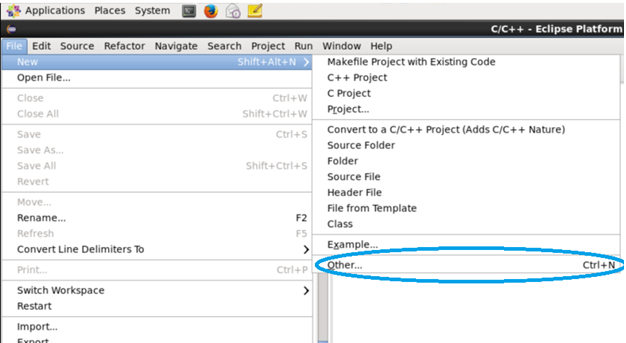 Applications Places System
C/C++ - Eclipse Platform
File Edit Source Refactor Navigate Search Project Run Window Help
New Shift+Alt+N
Open File...
Close Ctrl+W
Close All Shift+Ctrl+W
Save Ctrl+S
Save As...
Save All Shift+Ctrl+S
Revert
Move...
Rename... F2
Refresh F5
Convert Line Delimiters To
Print... Ctrl+P
Switch Workspace
Restart
Import...
Export
Makefile Project with Existing Code
C++ Project
C Project
Project...
Convert to a C/C++ Project (Adds C/C++ Nature)
Source Folder
Folder
Source File
Header File
File from Template
Class
Example...
Other... Ctrl+N